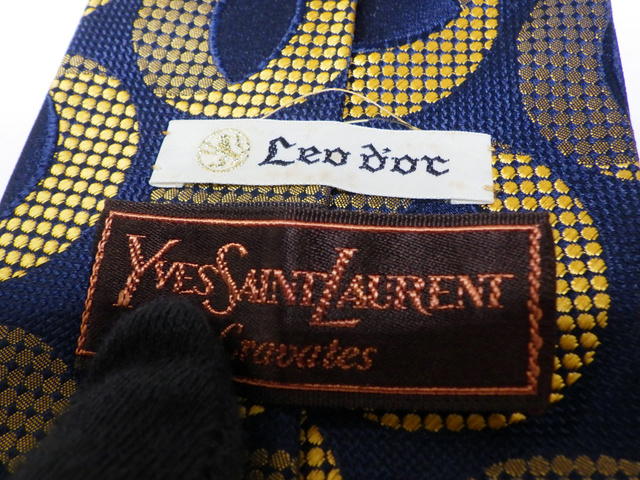 Leo d'or
YVES SAINT LAURENT
Cravates